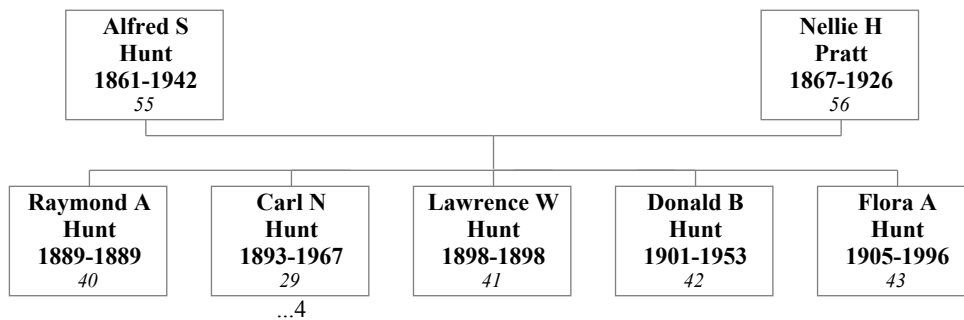 Alfred S
Hunt
1861-1942
55
Nellie H
Pratt
1867-1926
56
Raymond A
Hunt
1889-1889
40
Carl N
Hunt
1893-1967
29
...4
Lawrence W
Hunt
1898-1898
41
Donald B
Hunt
1901-1953
42
Flora A
Hunt
1905-1996
43